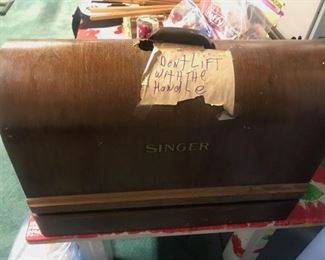 Don't LiFT
WiTH THE
HANdLe
SINGER